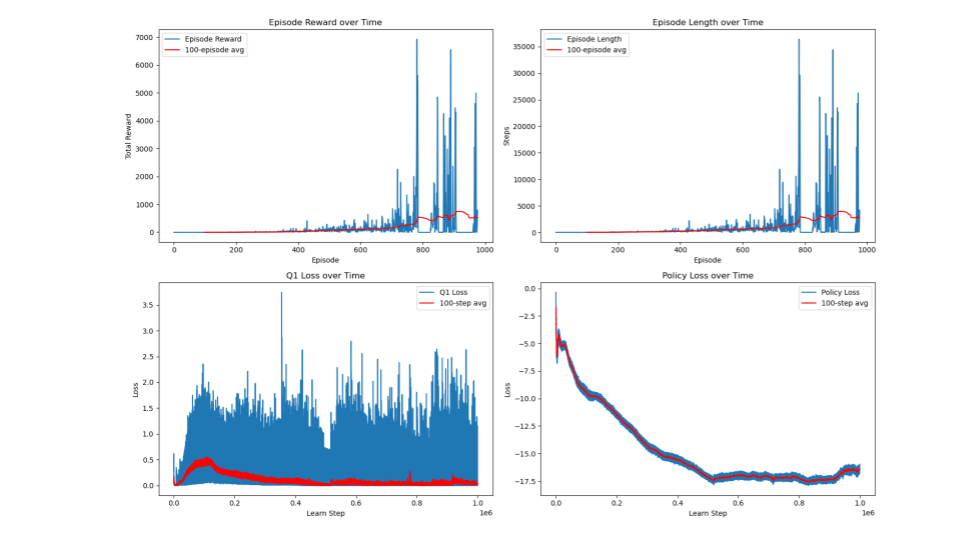 Episode Reward over Time
Episode Reward
100-episode avg
Total Reward
7000
6000
5000
4000
3000
2000
1000
0
0 200 400 600 800 1000
Episode
Episode Length over Time
Episode Length
100-episode avg
Steps
35000
30000
25000
20000
15000
10000
5000
0
0 200 400 600 800 1000
Episode
Q1 Loss over Time
Q1 Loss
100-step avg
Loss
3.5
3.0
2.5
2.0
1.5
1.0
0.5
0.0
0.0 0.2 0.4 0.6 0.8 1.0
Learn Step
1e6
Policy Loss over Time
Policy Loss
100-step avg
Loss
0.0
−2.5
−5.0
−7.5
−10.0
−12.5
−15.0
−17.5
0.0 0.2 0.4 0.6 0.8 1.0
Learn Step
1e6